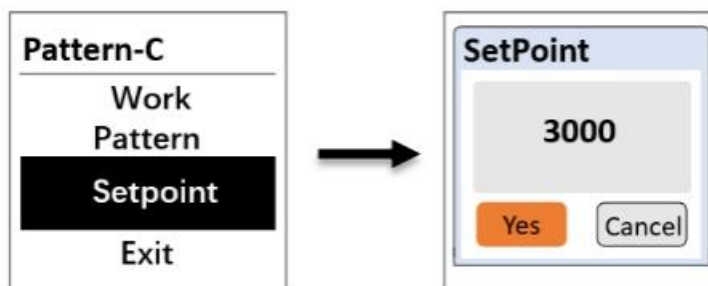 Pattern-C
Work
Pattern
Setpoint
Exit
SetPoint
3000
Yes
Cancel